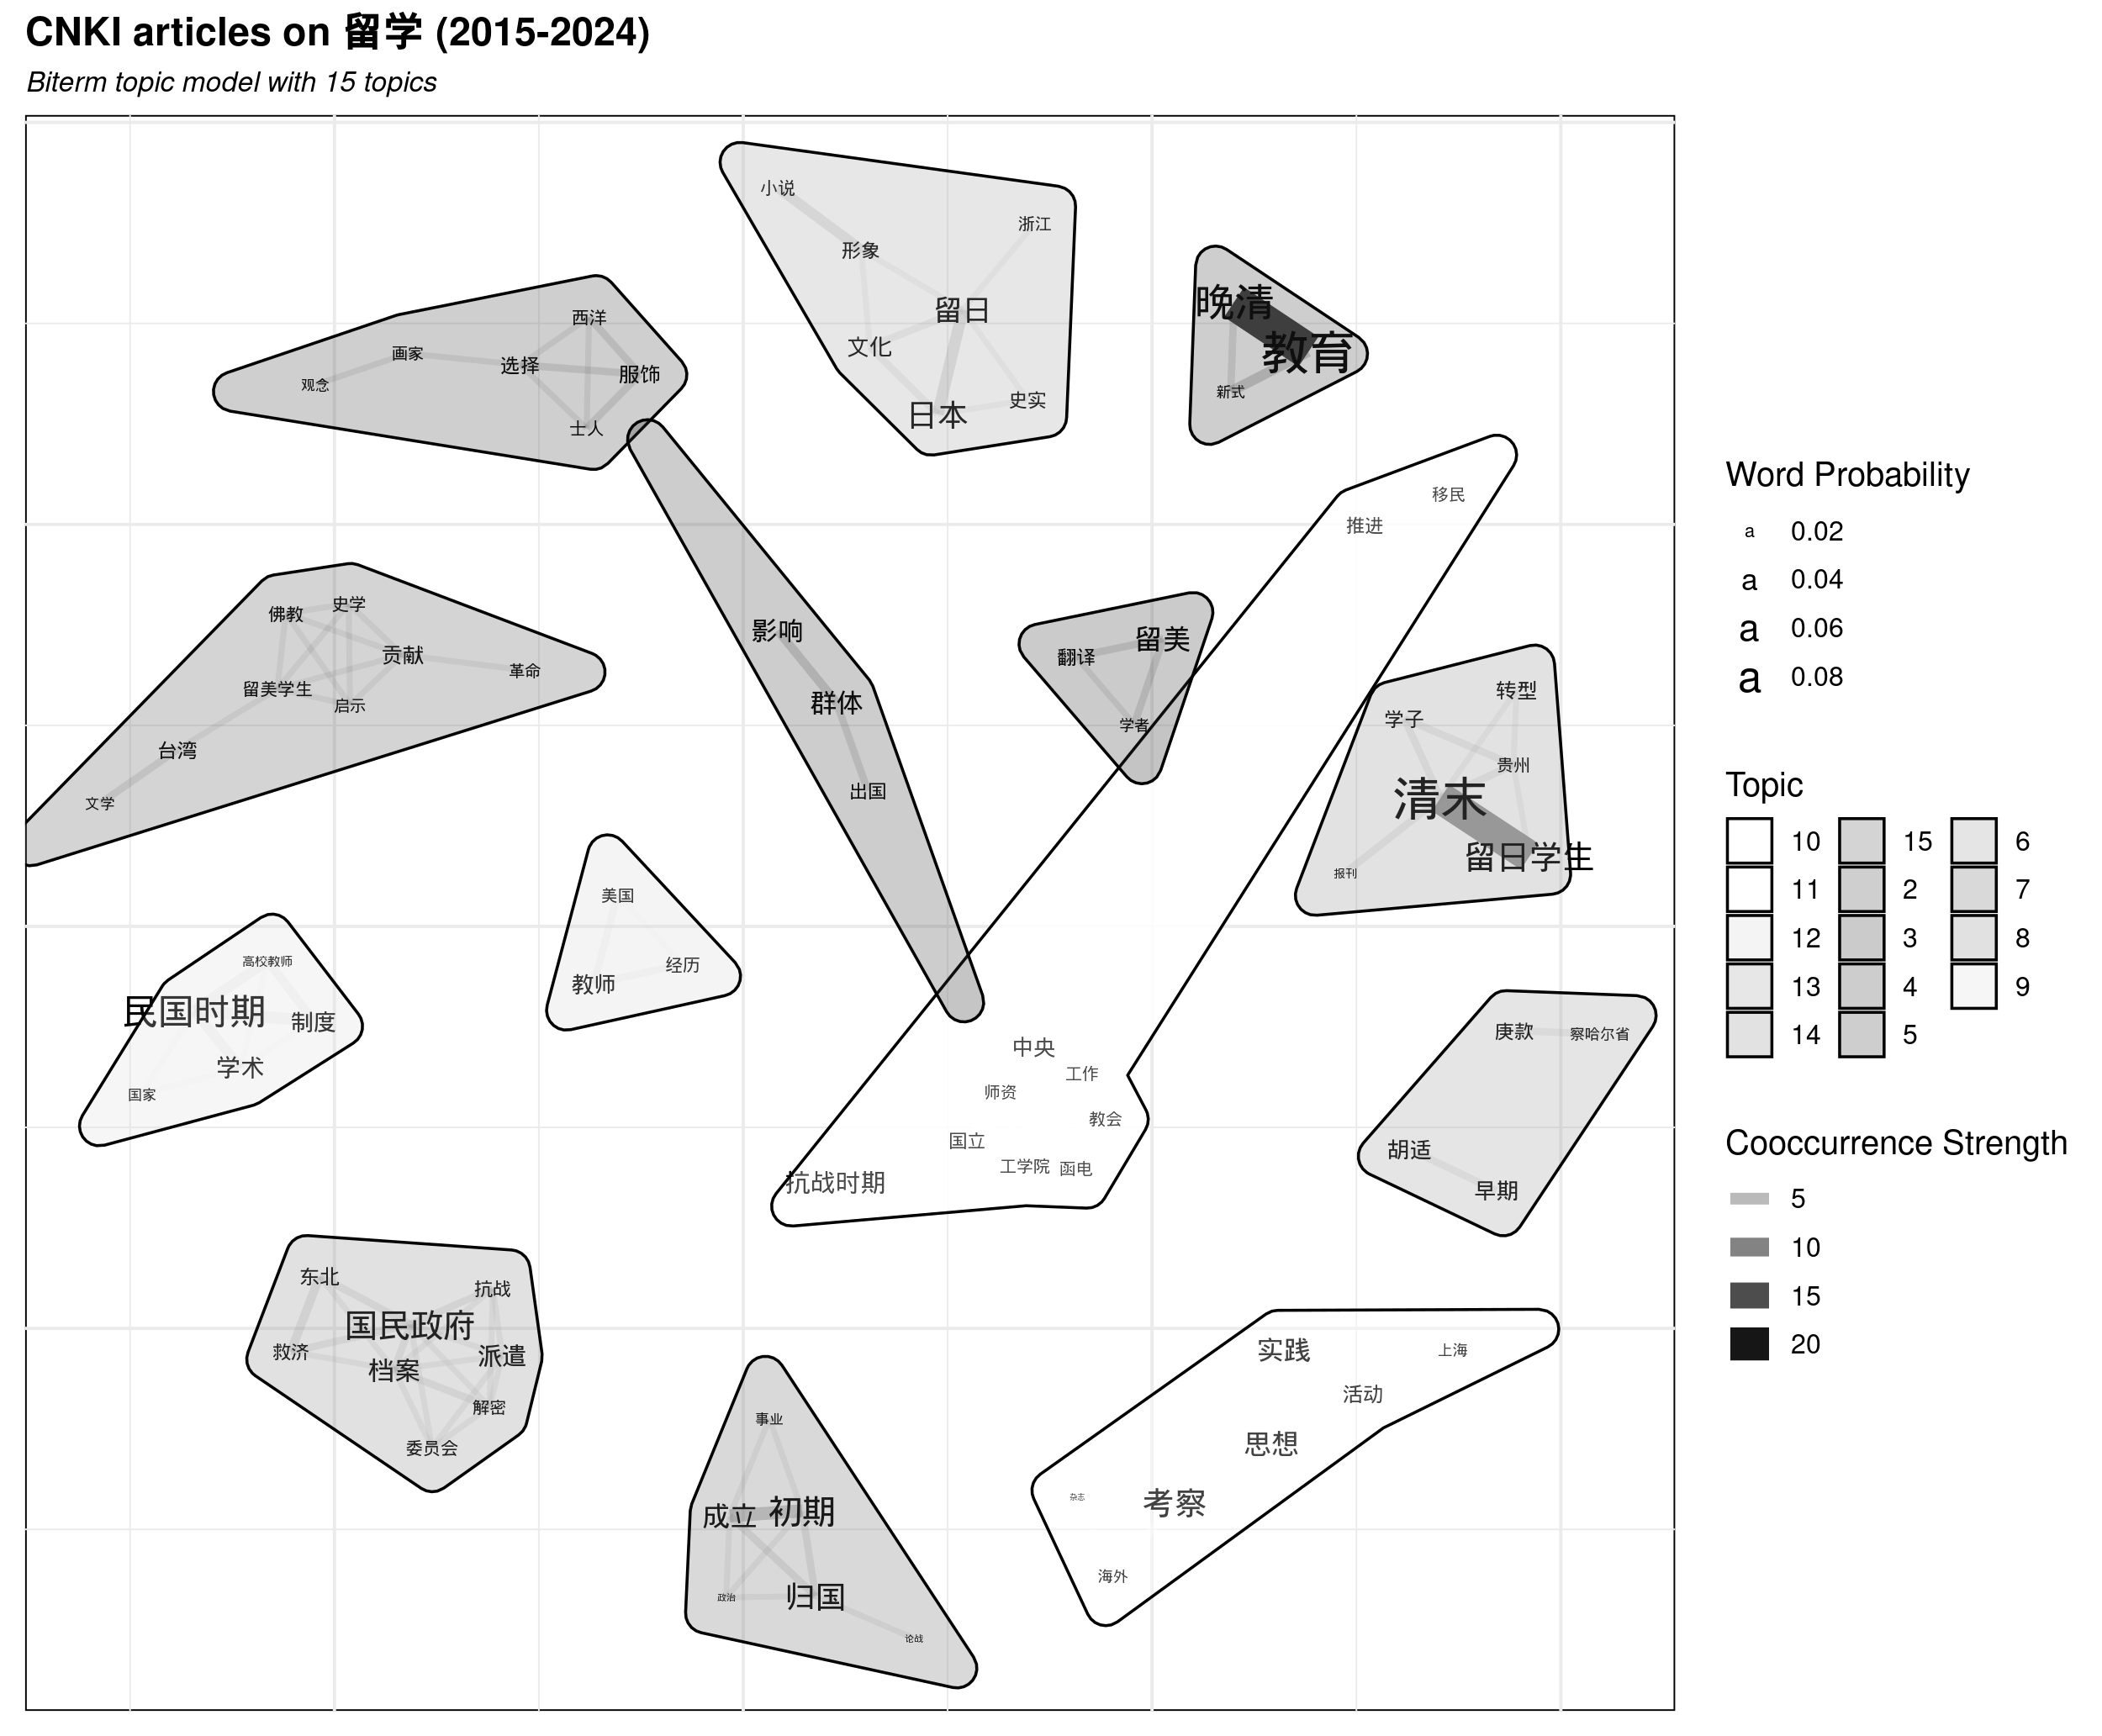 CNKI articles on 留学 (2015-2024)
Biterm topic model with 15 topics
小说
浙江
形象
留日
文化
日本
史实
晚清
教育
新式
西洋
画家
选择
服饰
观念
士人
移民
推进
影响
群体
出国
留美
翻译
学者
佛教
史学
贡献
革命
留美学生
启示
台湾
文学
转型
学子
贵州
清末
留日学生
报刊
美国
经历
教师
高校教师
民国时期
制度
学术
国家
中央
工作
师资
教会
国立
工学院
函电
抗战时期
庚款
察哈尔省
胡适
早期
东北
抗战
国民政府
救济
档案
派遣
解密
委员会
事业
成立
初期
政治
归国
论战
实践
上海
活动
思想
杂志
考察
海外
Word Probability
a 0.02
a 0.04
a 0.06
a 0.08
Topic
10 15 6
11 2 7
12 3 8
13 4 9
14 5
Cooccurrence Strength
5
10
15
20